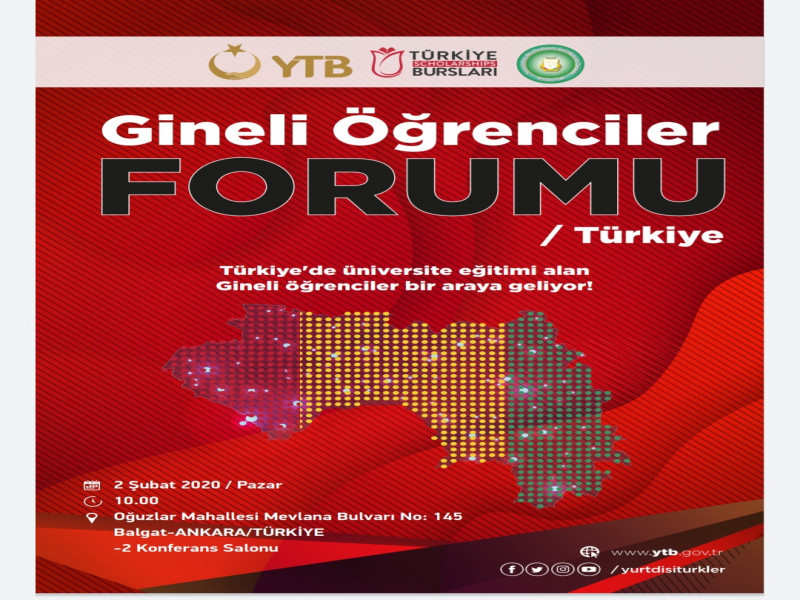 YTB
TÜRKİYE
SCHOLARSHIPS
BURSLARI
Gineli Öğrenciler
FORUMU
/ Türkiye
Türkiye'de üniversite eğitimi alan
Gineli öğrenciler bir araya geliyor!
2 Şubat 2020 / Pazar
10.00
Oğuzlar Mahallesi Mevlana Bulvarı No: 145
Balgat-ANKARA/TÜRKİYE
-2 Konferans Salonu
www.ytb.gov.tr
/yurtdisiturkler